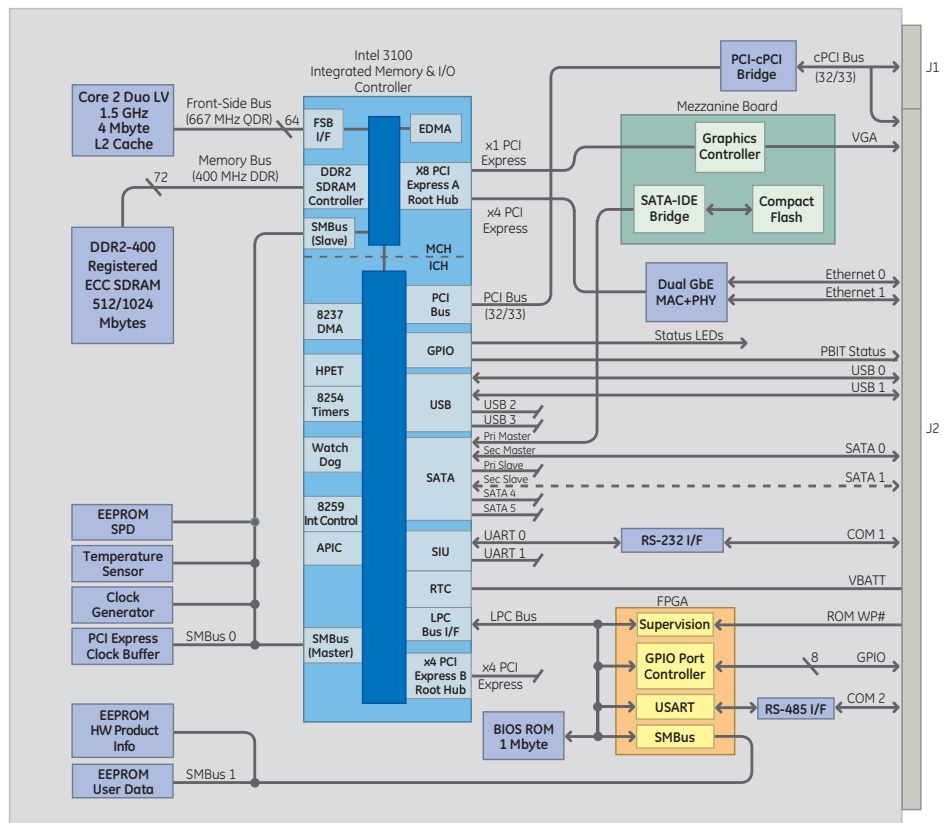 Intel 3100
Integrated Memory & I/O
Controller
Core 2 Duo LV
1.5 GHz
4 Mbyte
L2 Cache
Front-Side Bus
(667 MHz QDR)
64
Memory Bus
(400 MHz DDR)
72
DDR2-400
Registered
ECC SDRAM
512/1024
Mbytes
FSB
I/F
EDMA
DDR2
SDRAM
Controller
X8 PCI
Express A
Root Hub
SMBus
(Slave)
MCH
ICH
x1 PCI
Express
x4 PCI
Express
PCI-cPCI
Bridge
cPCI Bus
(32/33)
J1
Mezzanine Board
Graphics
Controller
VGA
SATA-IDE
Bridge
Compact
Flash
Dual GbE
MAC+PHY
Ethernet 0
Ethernet 1
8237
DMA
PCI
Bus
PCI Bus
(32/33)
GPIO
Status LEDs
PBIT Status
HPET
USB 0
USB 1
8254
Timers
USB
USB 2
USB 3
Watch
Dog
SATA
Pri Master
Sec Master
SATA 0
Pri Slave
Sec Slave
SATA 1
SATA 4
SATA 5
J2
8259
Int Control
APIC
SIU
UART 0
RS-232 I/F
COM 1
UART 1
RTC
VBATT
EEPROM
SPD
Temperature
Sensor
Clock
Generator
PCI Express
Clock Buffer
SMBus 0
SMBus
(Master)
LPC
Bus I/F
LPC Bus
x4 PCI
Express B
Root Hub
x4 PCI
Express
FPGA
Supervision
ROM WP#
GPIO Port
Controller
8
GPIO
USART
RS-485 I/F
COM 2
SMBus
BIOS ROM
1 Mbyte
EEPROM
HW Product
Info
EEPROM
User Data
SMBus 1